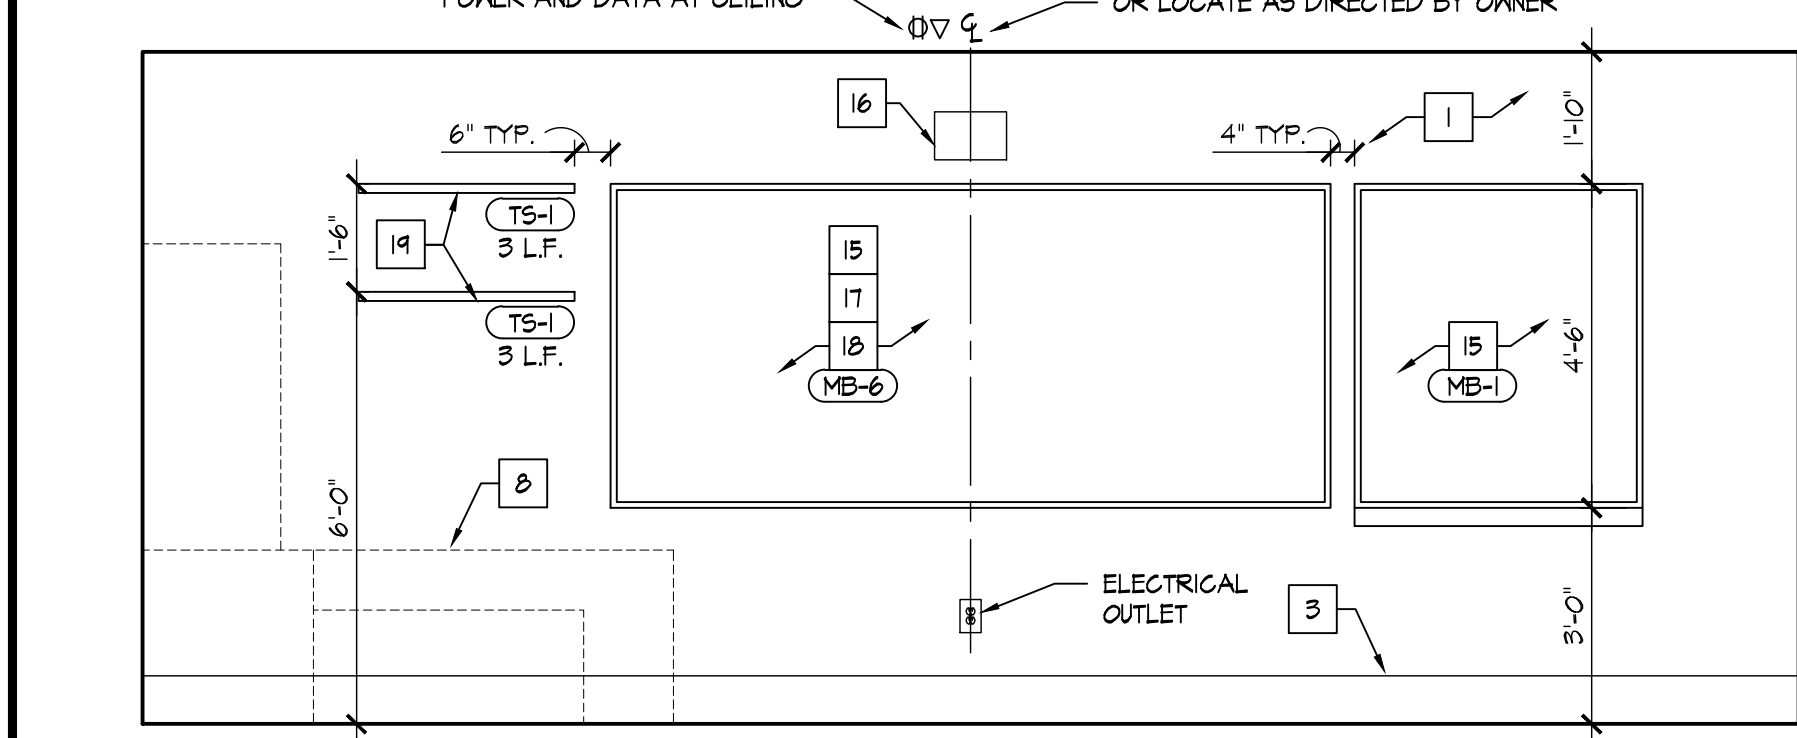 POWER AND DATA AT CEILING
OR LOCATE AS DIRECTED BY OWNER
16
1
1'-10"
6" TYP.
4" TYP.
TS-1
3 L.F.
19
1'-6"
15
17
18
MB-6
TS-1
3 L.F.
15
MB-1
4'-6"
8
6'-0"
ELECTRICAL
OUTLET
3
3'-0"